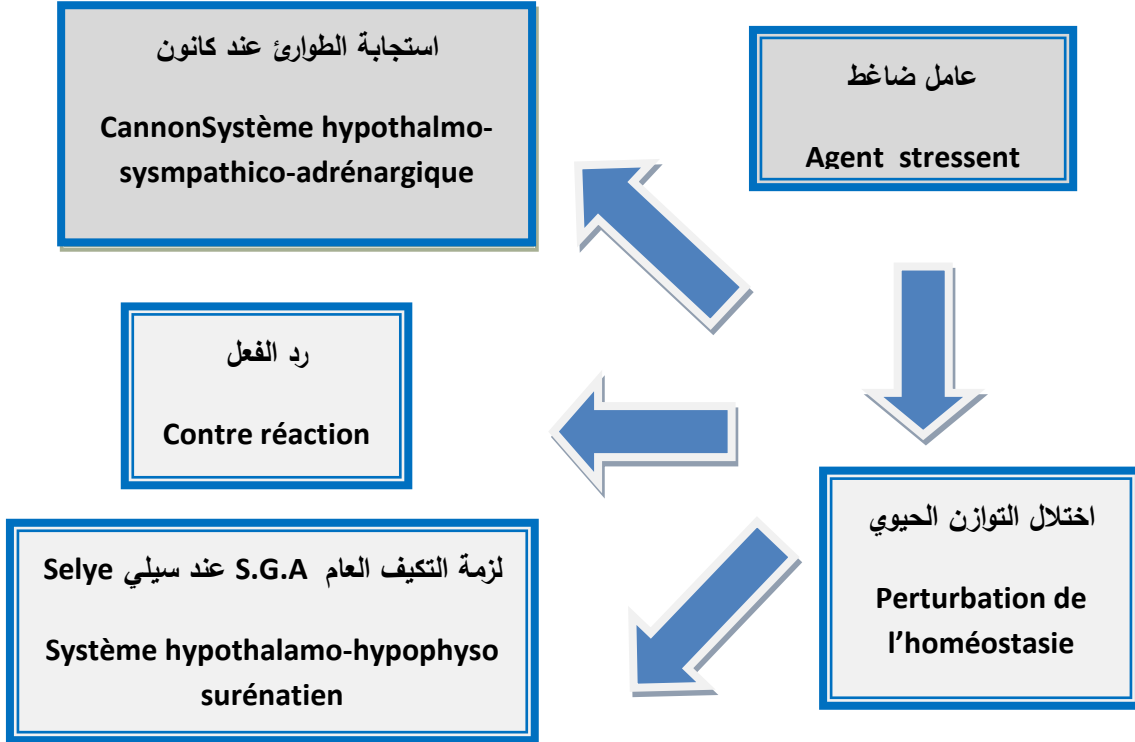 استجابة الطوارئ عند كانون
CannonSystème hypothalmo-
sysmpathico-adrénargique
عامل ضاغط
Agent stressent
رد الفعل
Contre réaction
اختلال التوازن الحيوي
Perturbation de
l'homéostasie
لزمة التكيف العام S.G.A عند سيلي Selye
Système hypothalamo-hypophyso
surénatien